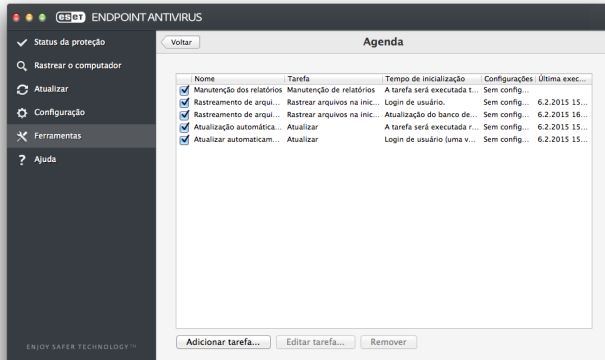 eset ENDPOINT ANTIVIRUS
Status da proteção
Rastrear o computador
Atualizar
Configuração
Ferramentas
? Ajuda
ENJOY SAFER TECHNOLOGY™
Voltar
Agenda
Nome Tarefa Tempo de inicialização Configurações Última exec...
Manutenção dos relatórios Manutenção de relatórios A tarefa será executada t... Sem config...
Rastreamento de arqui... Rastrear arquivos na inic... Login de usuário. Sem config... 6.2.2015 15...
Rastreamento de arqui... Rastrear arquivos na inic... Atualização do banco de... Sem config... 6.2.2015 16...
Atualização automática... Atualizar A tarefa será executada r... Sem config... 6.2.2015 15...
Atualizar automaticam... Atualizar Login de usuário (uma v... Sem config... 6.2.2015 15...
Adicionar tarefa... Editar tarefa... Remover